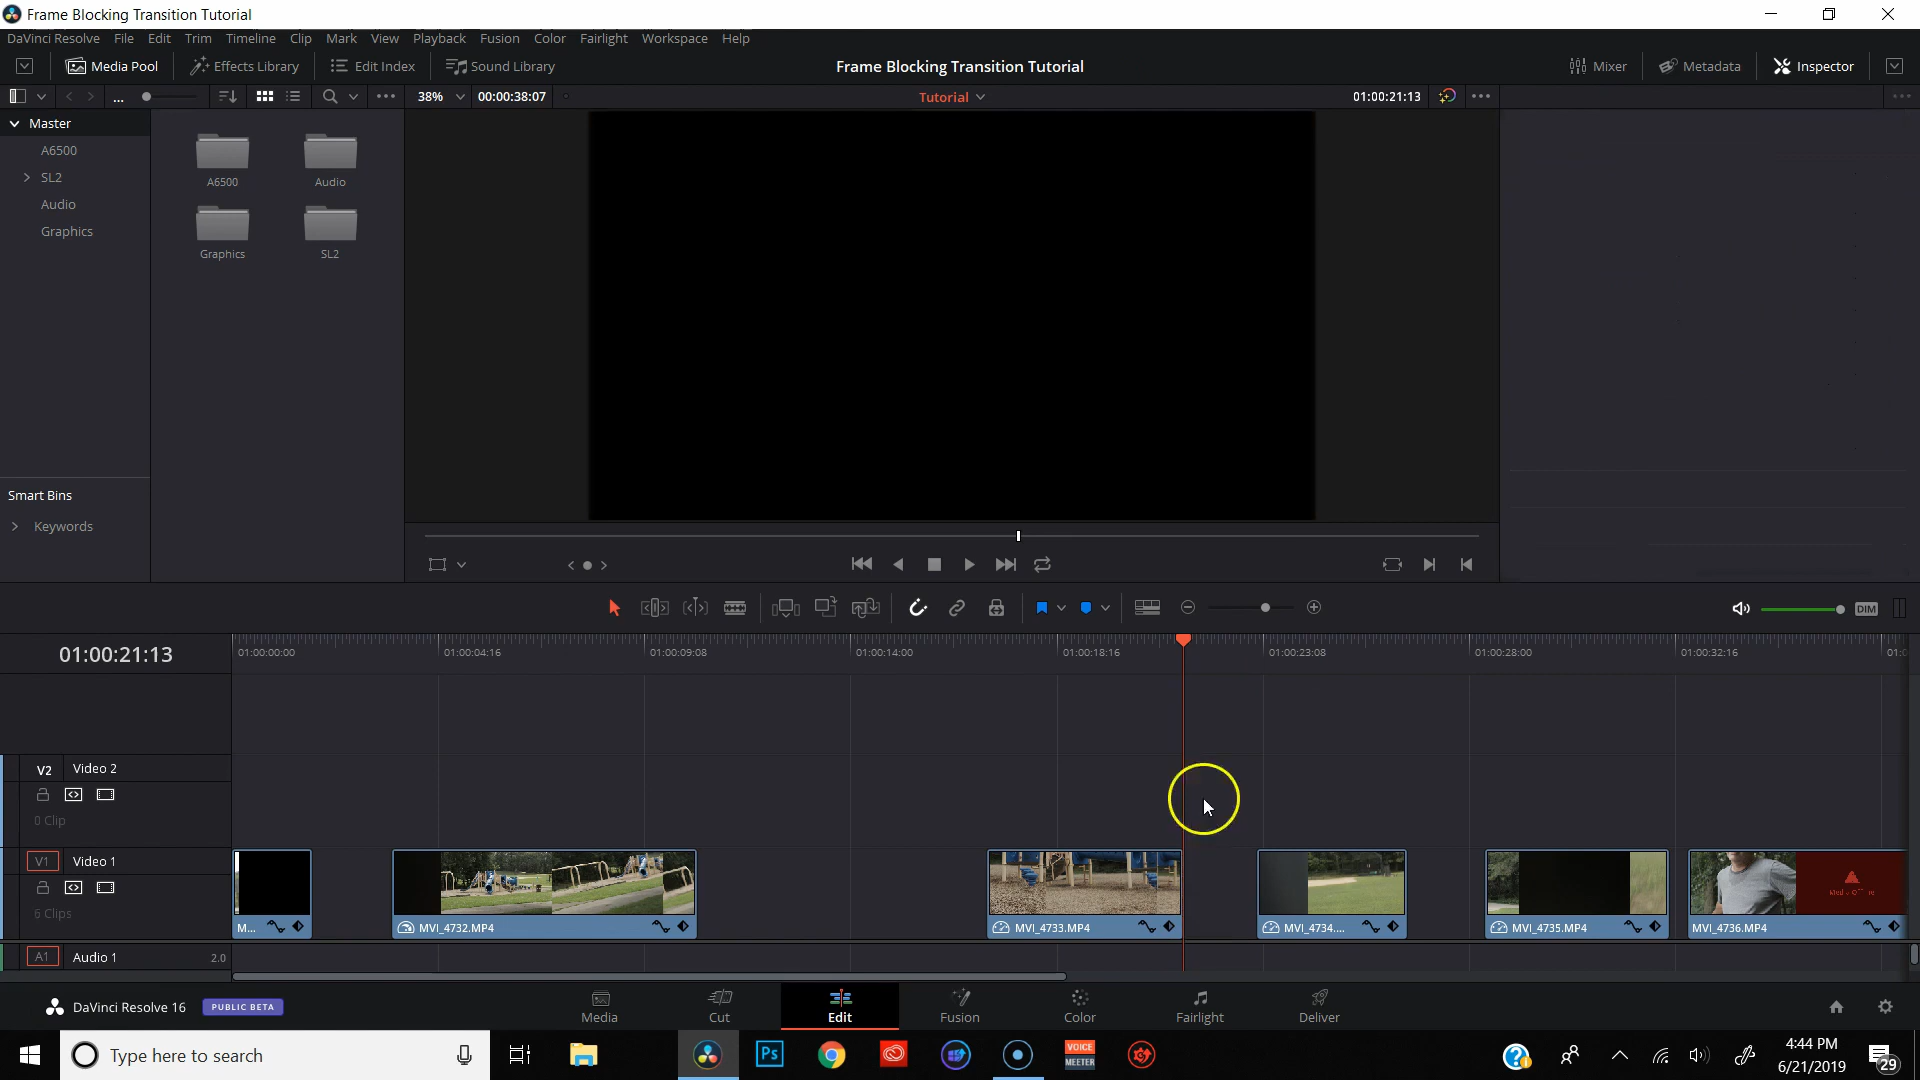 Frame Blocking Transition Tutorial
DaVinci Resolve File Edit Trim Timeline Clip Mark View Playback Fusion Color Fairlight Workspace Help
Media Pool Effects Library Edit Index Sound Library Frame Blocking Transition Tutorial Mixer Metadata Inspector
... 38% 00:00:38:07 Tutorial 01:00:21:13
Master
A6500
SL2
Audio
Graphics
A6500 Audio
Graphics SL2
Smart Bins
Keywords
DIM
01:00:21:13
01:00:00:00 01:00:04:16 01:00:09:08 01:00:14:00 01:00:18:16 01:00:23:08 01:00:28:00 01:00:32:16 01:0
V2 Video 2
0 Clip
V1 Video 1
6 Clips
M... MVI_4732.MP4 MVI_4733.MP4 MVI_4734.... MVI_4735.MP4 MVI_4736.MP4
A1 Audio 1 2.0
DaVinci Resolve 16 PUBLIC BETA
Media Cut Edit Fusion Color Fairlight Deliver
Type here to search
Ps
VOICE
MEETER
4:44 PM
6/21/2019
29